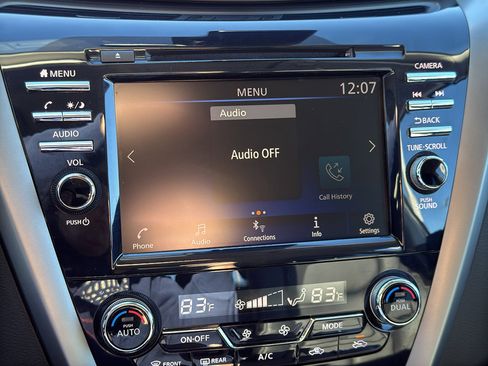 MENU
MENU 12:07
CAMERA
Audio
Audio OFF
BACK
AUDIO
VOL
TUNE·SCROLL
PUSH
PUSH
SOUND
Call History
Phone Audio Connections Info Settings
83°F 83°F
PUSH
AUTO
ON·OFF
MODE
PUSH
DUAL
FRONT REAR A/C